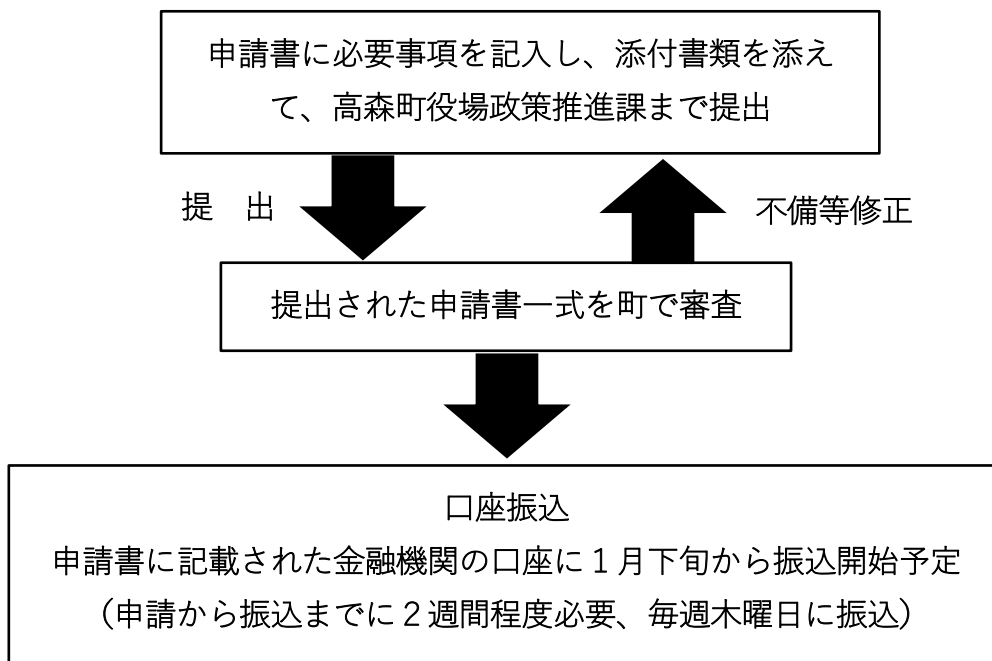 申請書に必要事項を記入し、添付書類を添え
て、高森町役場政策推進課まで提出
提　出
不備等修正
提出された申請書一式を町で審査
口座振込
申請書に記載された金融機関の口座に１月下旬から振込開始予定
（申請から振込までに２週間程度必要、毎週木曜日に振込）